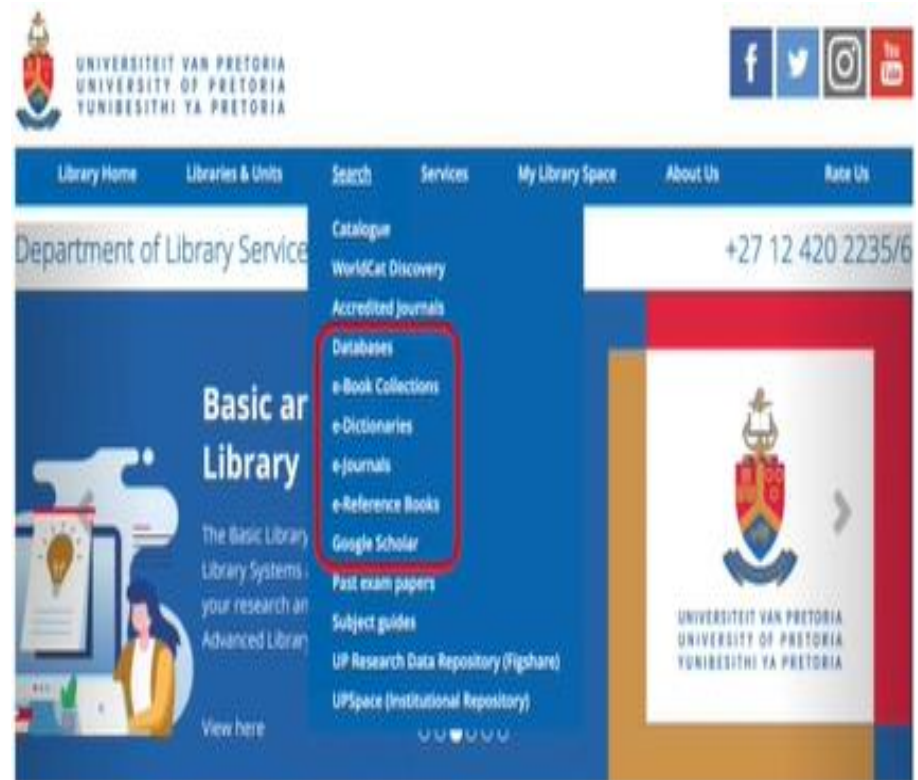 UNIVERSITEIT VAN PRETORIA
UNIVERSITY OF PRETORIA
YUNIBESITHI YA PRETORIA
f
You
Tube
Library Home Libraries & Units Search Services My Library Space About Us Rate Us
Department of Library Service
+27 12 420 2235/6
Catalogue
WorldCat Discovery
Accredited Journals
Databases
e-Book Collections
e-Dictionaries
e-Journals
e-Reference Books
Google Scholar
Past exam papers
Subject guides
UP Research Data Repository (Figshare)
UPSpace (Institutional Repository)
Basic ar
Library
The Basic Library
Library Systems
your research an
Advanced Librar
View here
UNIVERSITEIT VAN PRETORIA
UNIVERSITY OF PRETORIA
YUNIBESITHI YA PRETORIA